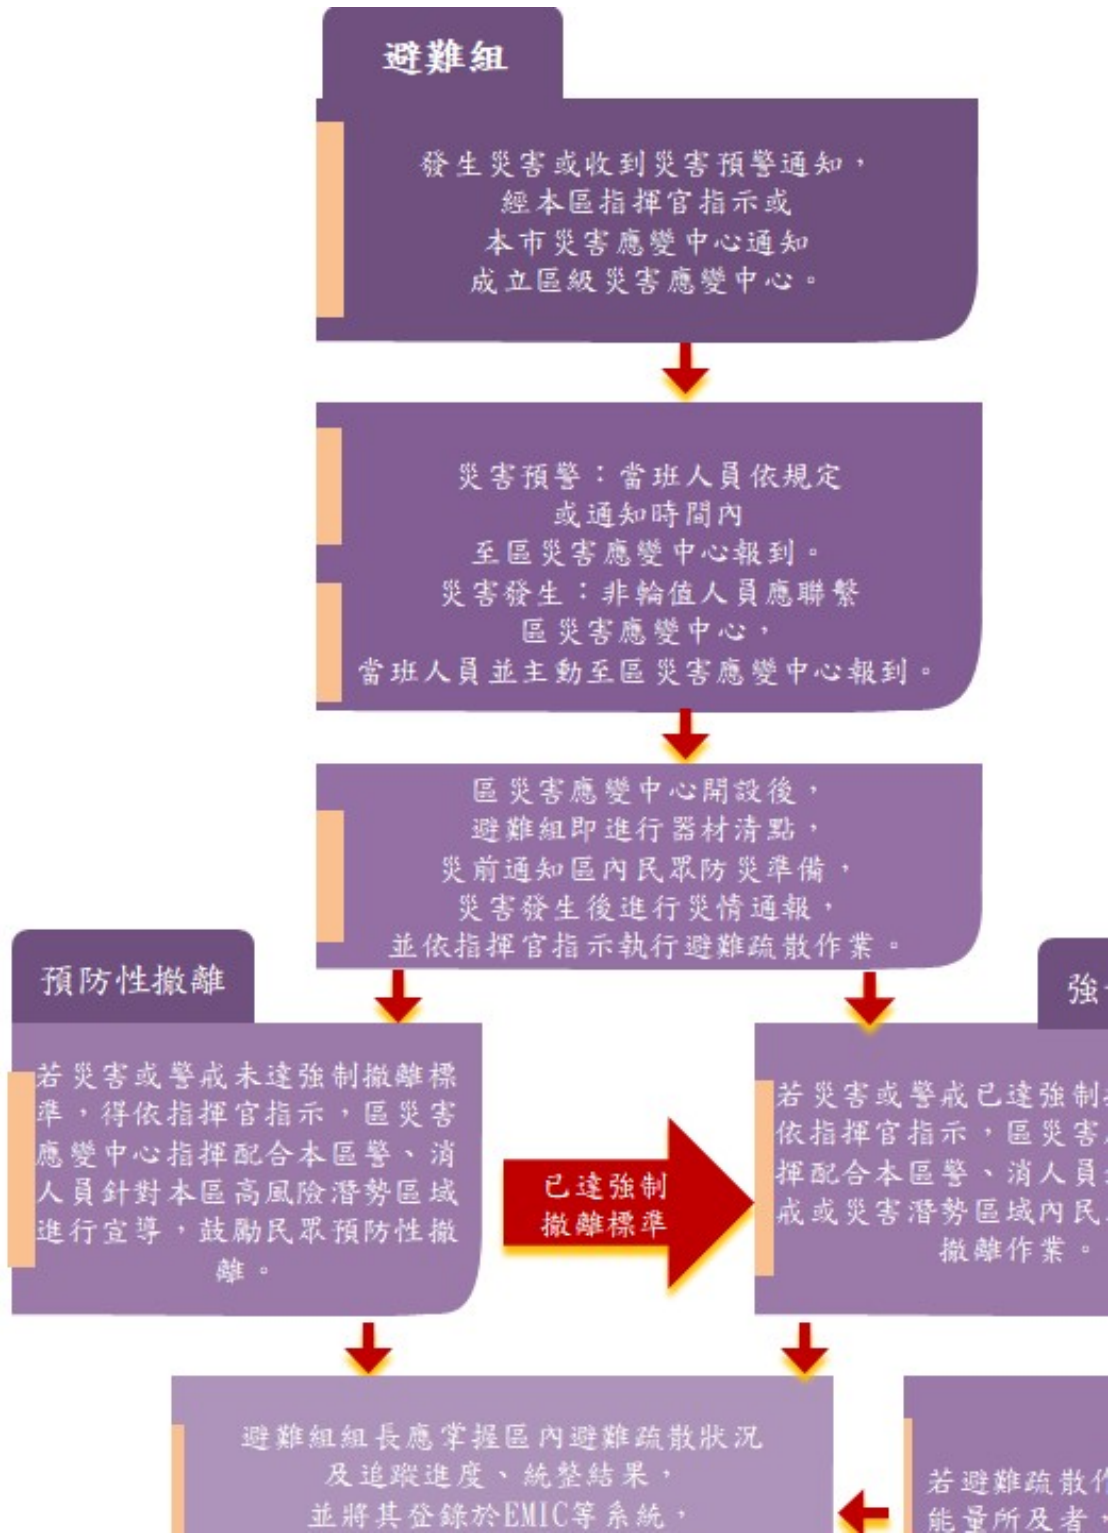 避難組
發生災害或收到災害預警通知，
經本區指揮官指示或
本市災害應變中心通知
成立區級災害應變中心。
災害預警：當班人員依規定
或通知時間內
至區災害應變中心報到。
災害發生：非輪值人員應聯繫
區災害應變中心，
當班人員並主動至區災害應變中心報到。
區災害應變中心開設後，
避難組即進行器材清點，
災前通知區內民眾防災準備，
災害發生後進行災情通報，
並依指揮官指示執行避難疏散作業。
預防性撤離
若災害或警戒未達強制撤離標
準，得依指揮官指示，區災害
應變中心指揮配合本區警、消
人員針對本區高風險潛勢區域
進行宣導，鼓勵民眾預防性撤
離。
已達強制
撤離標準
強
若災害或警戒已達強制
依指揮官指示，區災害
揮配合本區警、消人員
戒或災害潛勢區域內民
撤離作業。
避難組組長應掌握區內避難疏散狀況
及追蹤進度、統整結果，
並將其登錄於EMIC等系統，
若避難疏散作
能量所及者，